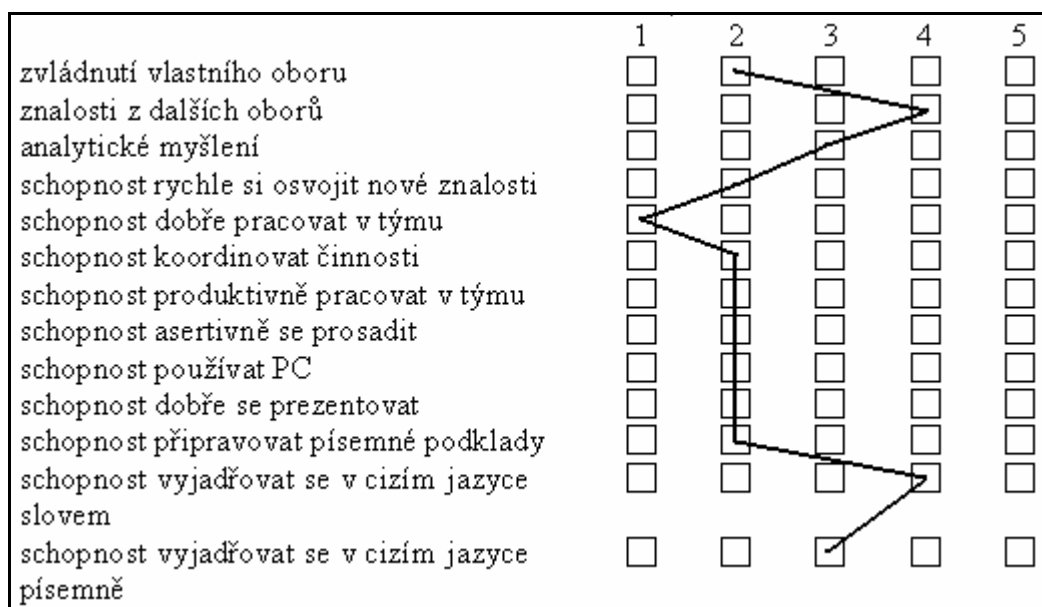 1 2 3 4 5
zvládnutí vlastního oboru
znalosti z dalších oborů
analytické myšlení
schopnost rychle si osvojit nové znalosti
schopnost dobře pracovat v týmu
schopnost koordinovat činnosti
schopnost produktivně pracovat v týmu
schopnost asertivně se prosadit
schopnost používat PC
schopnost dobře se prezentovat
schopnost připravovat písemné podklady
schopnost vyjadřovat se v cizím jazyce
slovem
schopnost vyjadřovat se v cizím jazyce
písemně